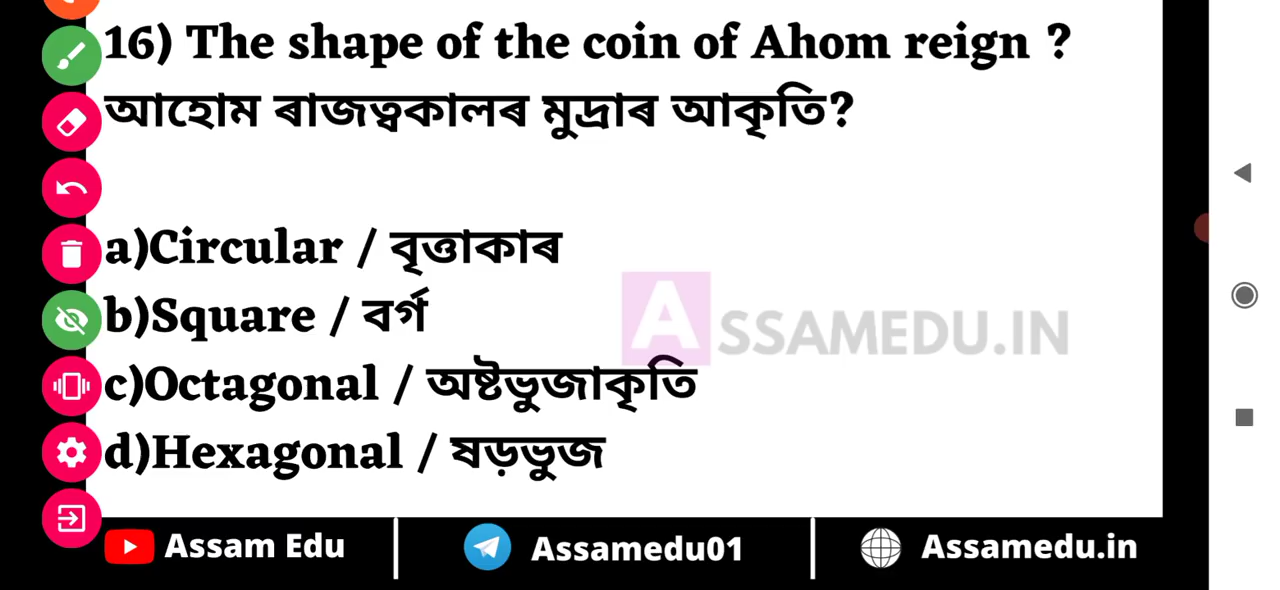 16) The shape of the coin of Ahom reign ?
আহোম ৰাজত্বকালৰ মুদ্ৰাৰ আকৃতি?
a)Circular / বৃত্তাকাৰ
b)Square / বৰ্গ
ASSAMEDU.IN
c)Octagonal / অষ্টভুজাকৃতি
d)Hexagonal / ষড়ভুজ
Assam Edu
Assamedu01
Assamedu.in